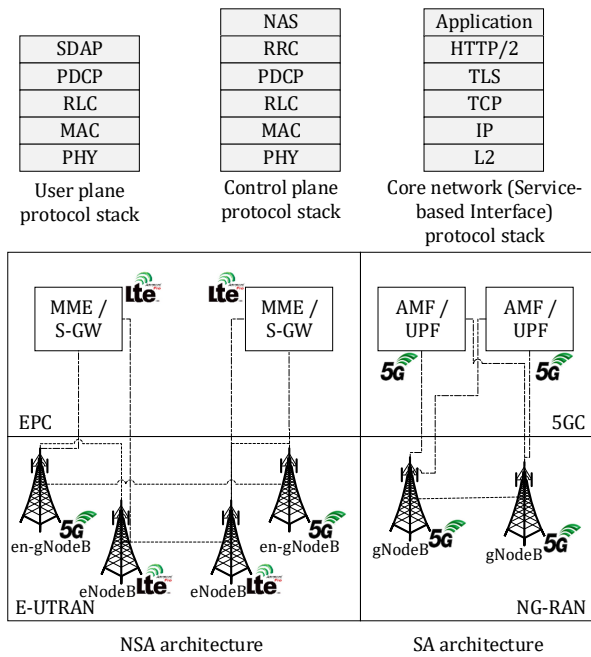 SDAP
PDCP
RLC
MAC
PHY
User plane
protocol stack
NAS
RRC
PDCP
RLC
MAC
PHY
Control plane
protocol stack
Application
HTTP/2
TLS
TCP
IP
L2
Core network (Service-
based Interface)
protocol stack
MME /
S-GW
Lte
Lte
MME /
S-GW
AMF /
UPF
AMF /
UPF
5G
5G
EPC
5GC
en-gNodeB
5G
eNodeB
Lte
eNodeB
Lte
en-gNodeB
5G
gNodeB
5G
gNodeB
5G
E-UTRAN
NG-RAN
NSA architecture
SA architecture